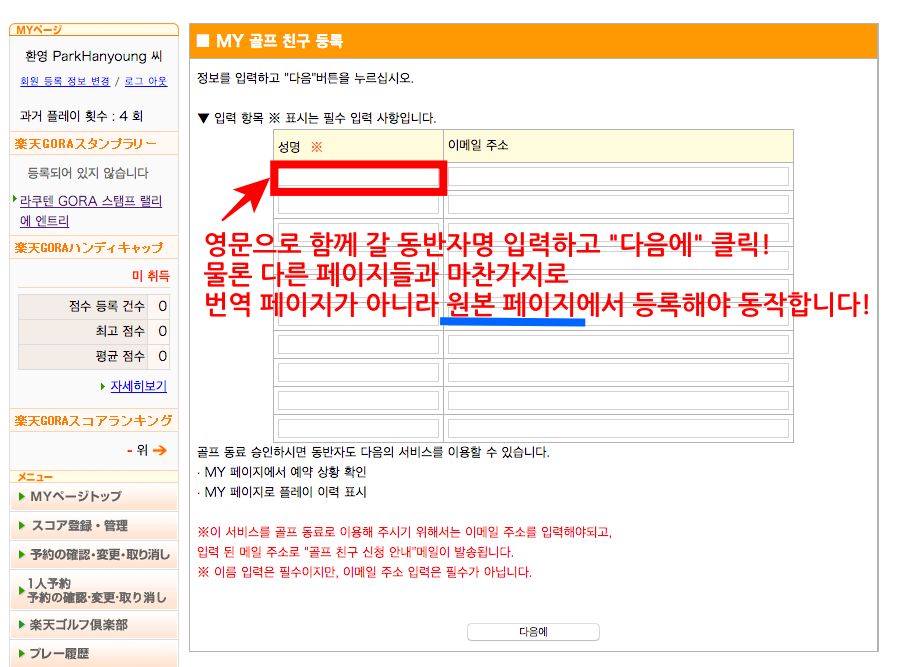 MYページ
환영 ParkHanyoung 씨
회원 등록 정보 변경 / 로그 아웃
과거 플레이 횟수 : 4 회
楽天GORAスタンプラリー
등록되어 있지 않습니다
라쿠텐 GORA 스탬프 랠리
에 엔트리
楽天GORAハンディキャップ
미 취득
점수 등록 건수 0
최고 점수 0
평균 점수 0
자세히보기
楽天GORAスコアランキング
- 위
メニュー
MYページトップ
スコア登録・管理
予約の確認・変更・取り消し
1人予約
予約の確認・変更・取り消し
楽天ゴルフ倶楽部
プレー履歴
■ MY 골프 친구 등록
정보를 입력하고 "다음"버튼을 누르십시오.
▼ 입력 항목 ※ 표시는 필수 입력 사항입니다.
성명 ※ 이메일 주소
영문으로 함께 갈 동반자명 입력하고 "다음에" 클릭!
물론 다른 페이지들과 마찬가지로
번역 페이지가 아니라 원본 페이지에서 등록해야 동작합니다!
골프 동료 승인하시면 동반자도 다음의 서비스를 이용할 수 있습니다.
· MY 페이지에서 예약 상황 확인
· MY 페이지로 플레이 이력 표시
※이 서비스를 골프 동료로 이용해 주시기 위해서는 이메일 주소를 입력해야되고,
입력 된 메일 주소로 "골프 친구 신청 안내"메일이 발송됩니다.
※ 이름 입력은 필수이지만, 이메일 주소 입력은 필수가 아닙니다.
다음에